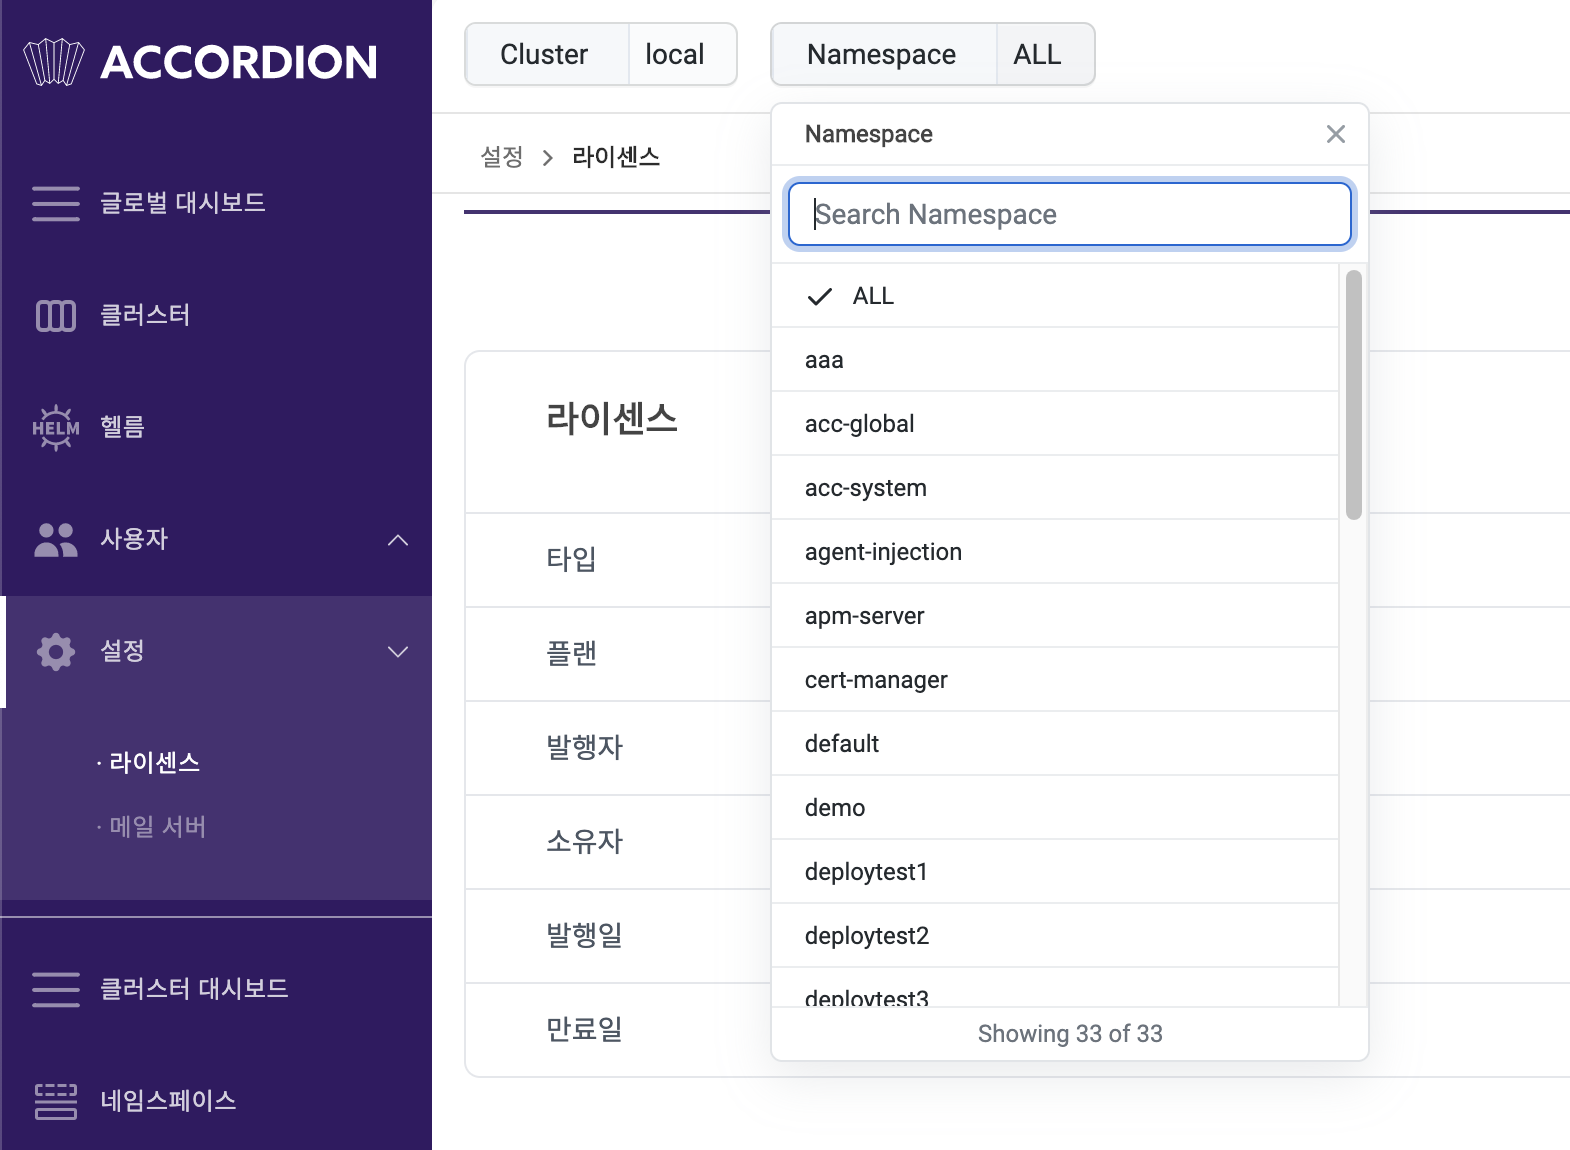 ACCORDION
글로벌 대시보드
클러스터
HELM 헬름
사용자
설정
· 라이센스
· 메일 서버
클러스터 대시보드
네임스페이스
Cluster local Namespace ALL
설정 > 라이센스
라이센스
타입
플랜
발행자
소유자
발행일
만료일
Namespace
Search Namespace
ALL
aaa
acc-global
acc-system
agent-injection
apm-server
cert-manager
default
demo
deploytest1
deploytest2
deploytest3
Showing 33 of 33